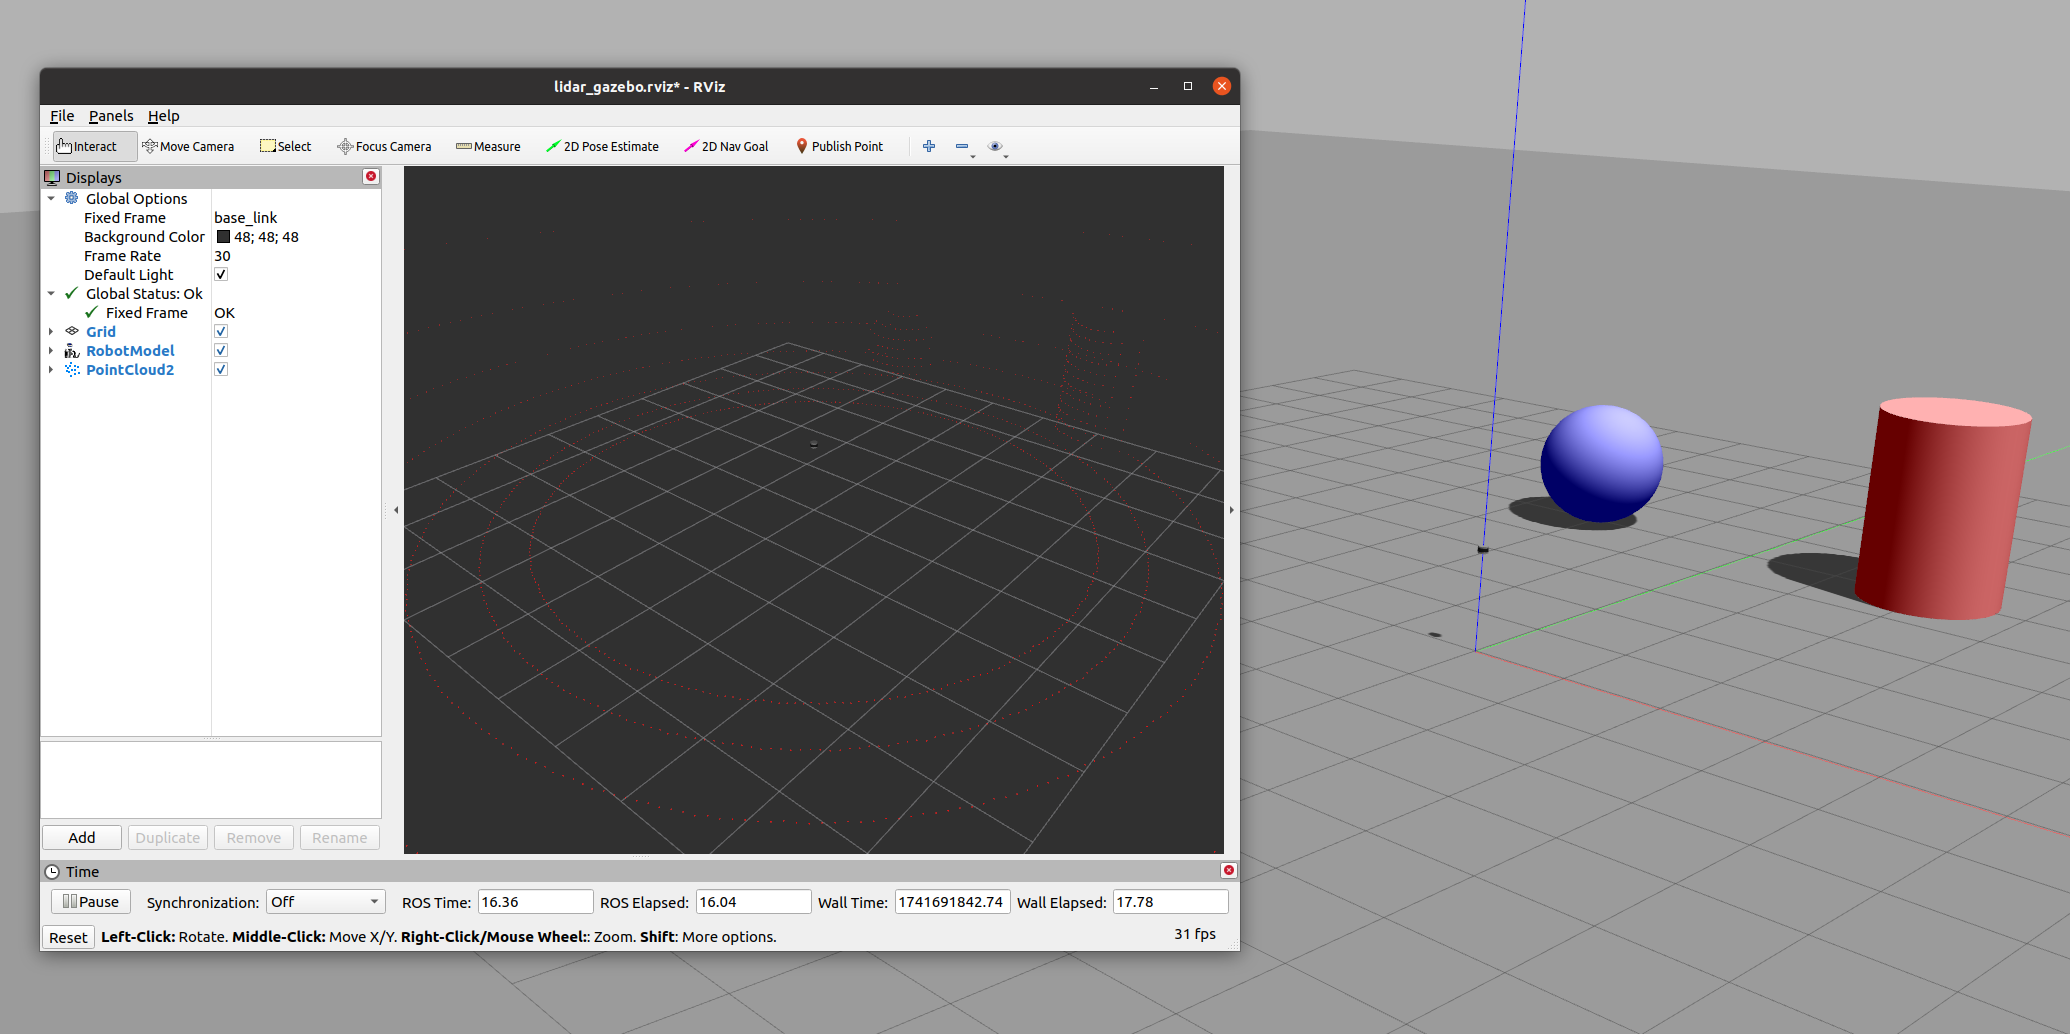 lidar_gazebo.rviz* - RViz
File Panels Help
Interact Move Camera Select Focus Camera Measure 2D Pose Estimate 2D Nav Goal Publish Point
Displays
Global Options
Fixed Frame base_link
Background Color 48; 48; 48
Frame Rate 30
Default Light
Global Status: Ok
Fixed Frame OK
Grid
RobotModel
PointCloud2
Add Duplicate Remove Rename
Time
Pause Synchronization: Off ROS Time: 16.36 ROS Elapsed: 16.04 Wall Time: 1741691842.74 Wall Elapsed: 17.78
Reset Left-Click: Rotate. Middle-Click: Move X/Y. Right-Click/Mouse Wheel:: Zoom. Shift: More options. 31 fps